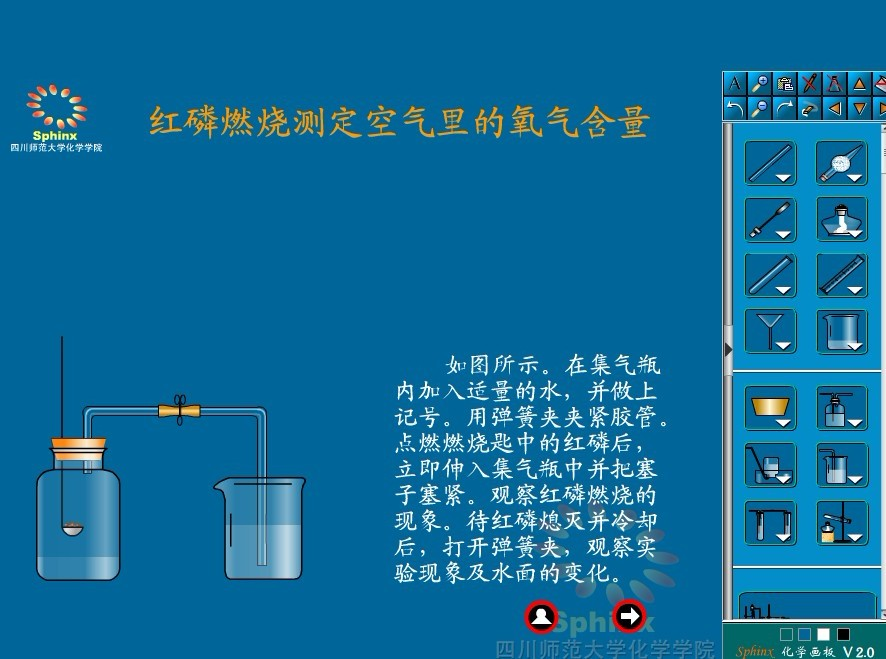 红磷燃烧测定空气里的氧气含量
Sphinx
四川师范大学化学学院
如图所示。在集气瓶
内加入适量的水，并做上
记号。用弹簧夹夹紧胶管。
点燃燃烧匙中的红磷后，
立即伸入集气瓶中并把塞
子塞紧。观察红磷燃烧的
现象。待红磷熄灭并冷却
后，打开弹簧夹，观察实
验现象及水面的变化。
Sphinx
四川师范大学化学学院
A
Sphinx 化学画板 V 2.0